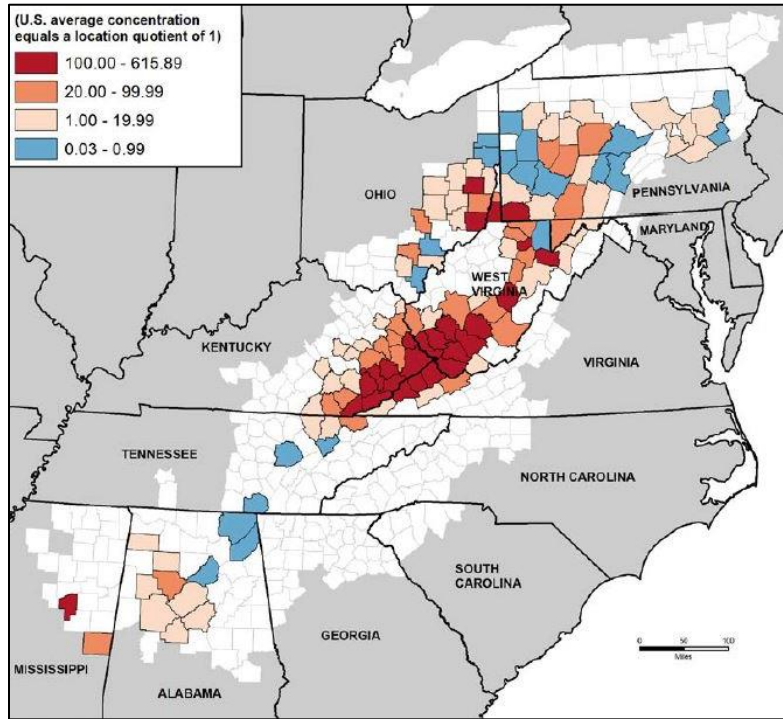 (U.S. average concentration
equals a location quotient of 1)
100.00 - 615.89
20.00 - 99.99
1.00 - 19.99
0.03 - 0.99
OHIO
PENNSYLVANIA
MARYLAND
WEST
VIRGINIA
KENTUCKY
VIRGINIA
TENNESSEE
NORTH CAROLINA
SOUTH
CAROLINA
GEORGIA
MISSISSIPPI
ALABAMA
0 50 100
Miles